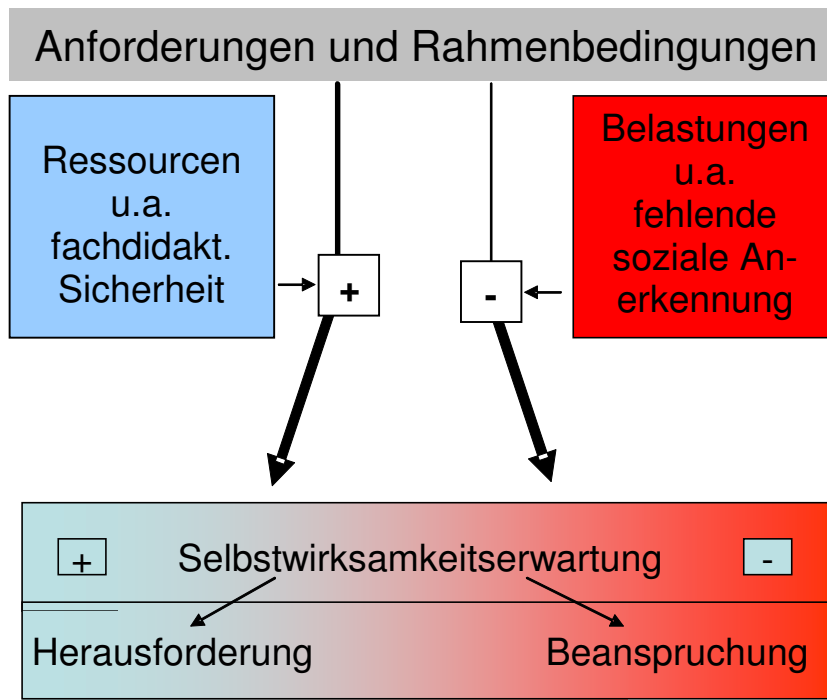 Anforderungen und Rahmenbedingungen
Ressourcen
u.a.
fachdidakt.
Sicherheit
+
-
Belastungen
u.a.
fehlende
soziale An-
erkennung
+ Selbstwirksamkeitserwartung -
Herausforderung Beanspruchung